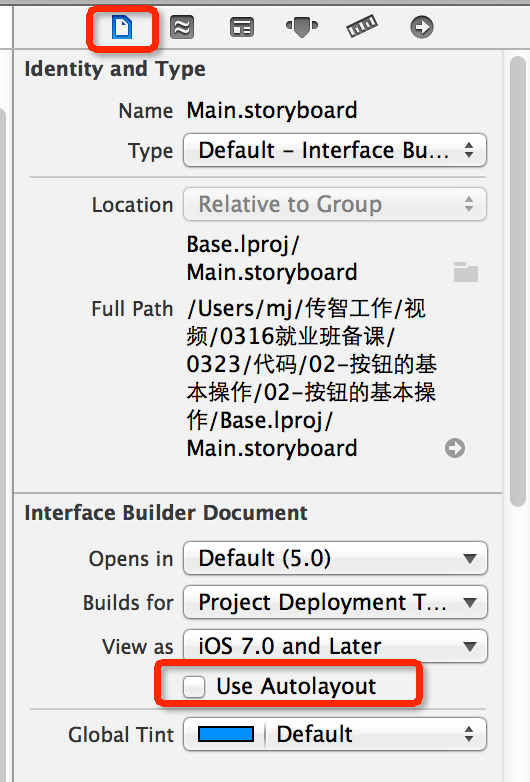 Identity and Type
Name Main.storyboard
Type Default – Interface Bu...
Location Relative to Group
Base.lproj/
Main.storyboard
Full Path /Users/mj/传智工作/视
频/0316就业班备课/
0323/代码/02-按钮的基
本操作/02-按钮的基本操
作/Base.lproj/
Main.storyboard
Interface Builder Document
Opens in Default (5.0)
Builds for Project Deployment T...
View as iOS 7.0 and Later
Use Autolayout
Global Tint Default